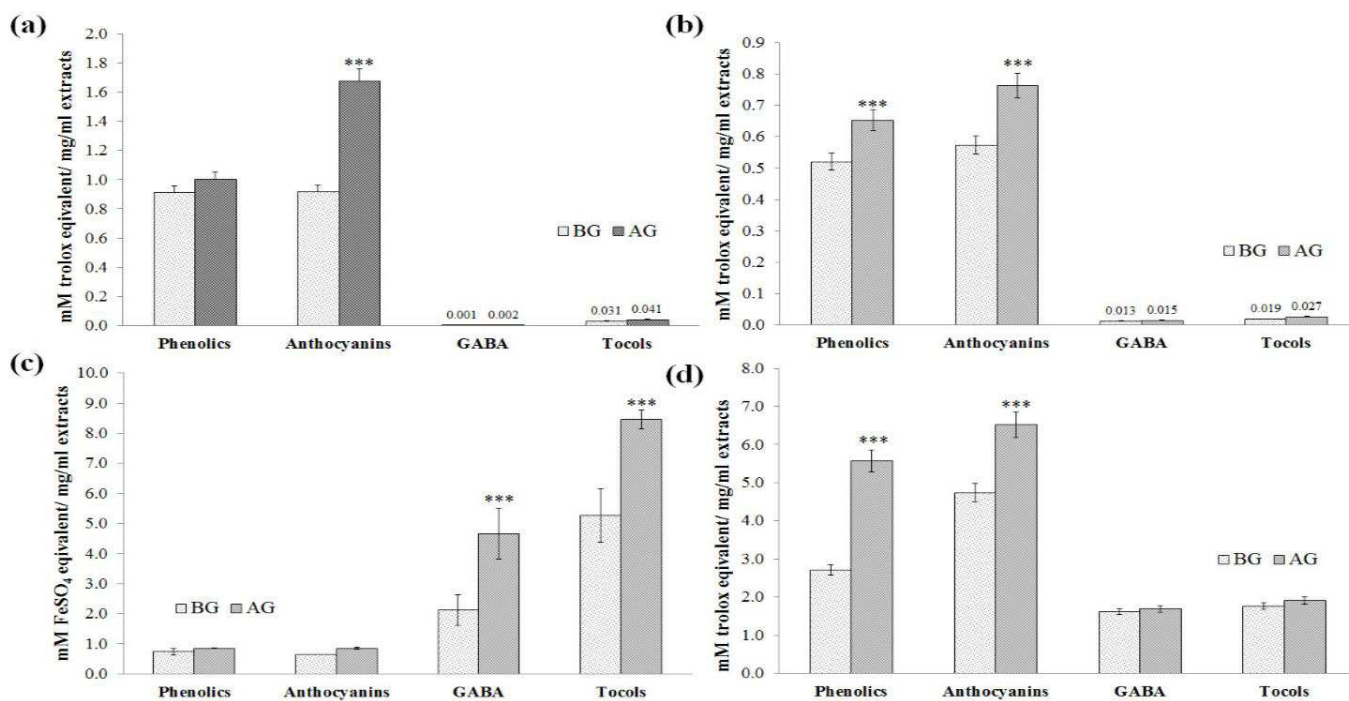 (a)
mM trolox eqivalent/ mg/ml extracts
2.0
1.8
1.6
1.4
1.2
1.0
0.8
0.6
0.4
0.2
0.0
***
BG AG
0.001 0.002 0.031 0.041
Phenolics Anthocyanins GABA Tocols
(b)
mM trolox eqivalent/ mg/ml extracts
0.9
0.8
0.7
0.6
0.5
0.4
0.3
0.2
0.1
0.0
*** ***
BG AG
0.013 0.015 0.019 0.027
Phenolics Anthocyanins GABA Tocols
(c)
mM FeSO4 eqivalent/ mg/ml extracts
10.0
9.0
8.0
7.0
6.0
5.0
4.0
3.0
2.0
1.0
0.0
*** ***
BG AG
Phenolics Anthocyanins GABA Tocols
(d)
mM trolox eqivalent/ mg/ml extracts
8.0
7.0
6.0
5.0
4.0
3.0
2.0
1.0
0.0
*** ***
BG AG
Phenolics Anthocyanins GABA Tocols